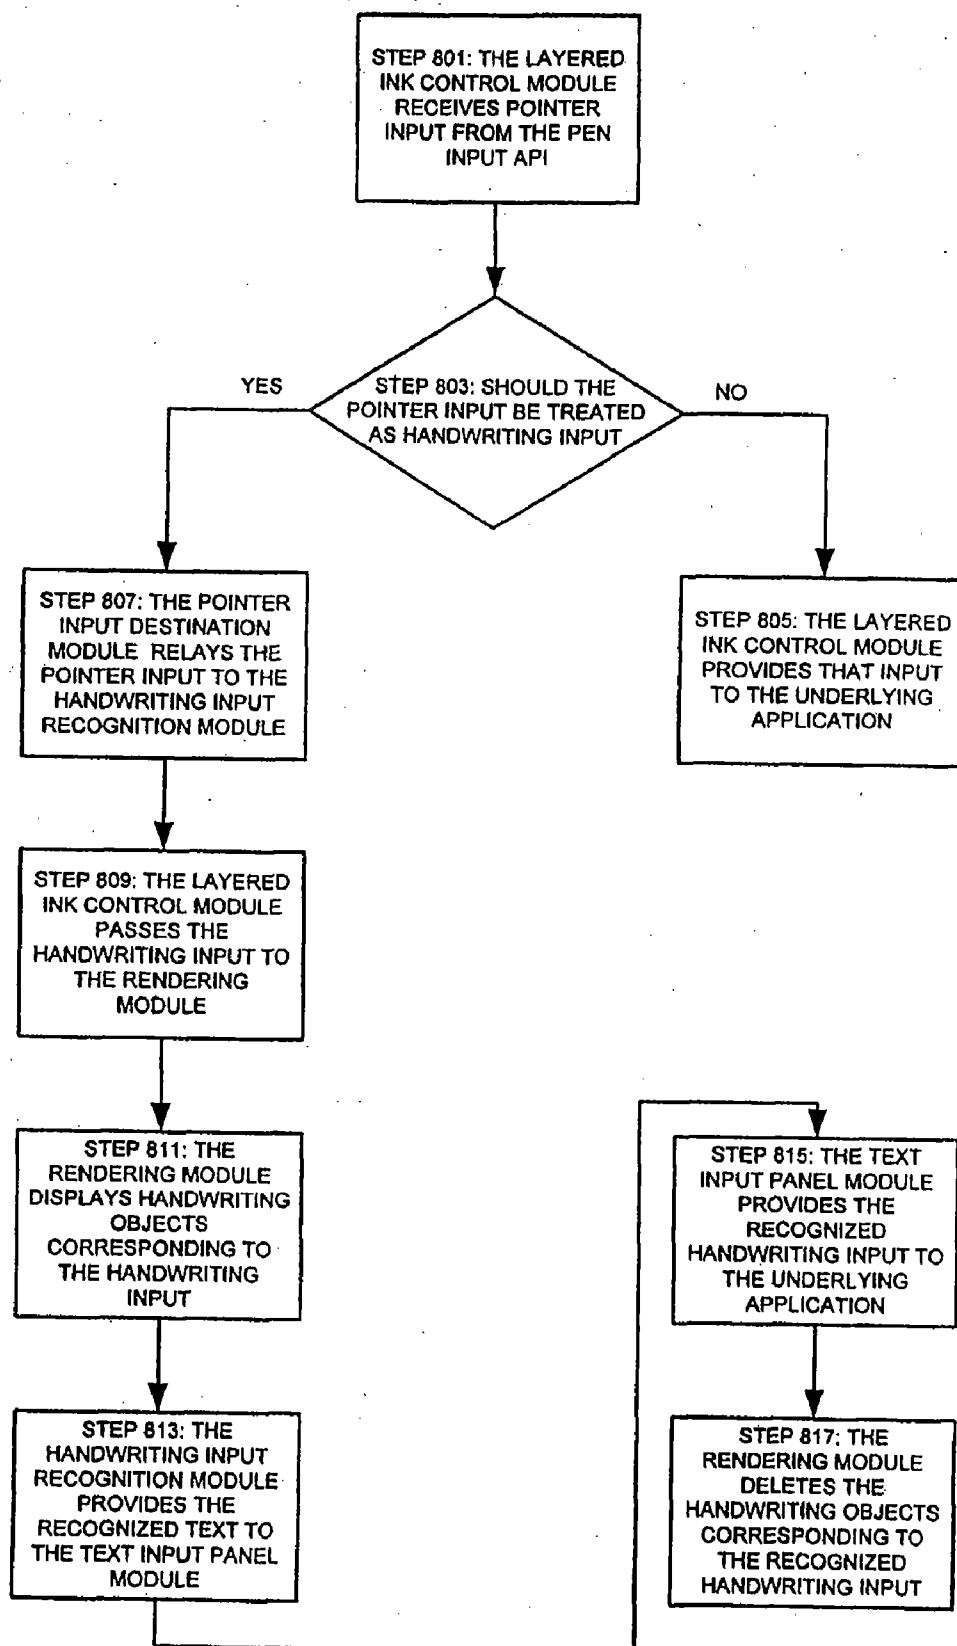 STEP 801: THE LAYERED
INK CONTROL MODULE
RECEIVES POINTER
INPUT FROM THE PEN
INPUT API
YES
STEP 803: SHOULD THE
POINTER INPUT BE TREATED
AS HANDWRITING INPUT
NO
STEP 807: THE POINTER
INPUT DESTINATION
MODULE RELAYS THE
POINTER INPUT TO THE
HANDWRITING INPUT
RECOGNITION MODULE
STEP 805: THE LAYERED
INK CONTROL MODULE
PROVIDES THAT INPUT
TO THE UNDERLYING
APPLICATION
STEP 809: THE LAYERED
INK CONTROL MODULE
PASSES THE
HANDWRITING INPUT TO
THE RENDERING
MODULE
STEP 811: THE
RENDERING MODULE
DISPLAYS HANDWRITING
OBJECTS
CORRESPONDING TO
THE HANDWRITING
INPUT
STEP 813: THE
HANDWRITING INPUT
RECOGNITION MODULE
PROVIDES THE
RECOGNIZED TEXT TO
THE TEXT INPUT PANEL
MODULE
STEP 815: THE TEXT
INPUT PANEL MODULE
PROVIDES THE
RECOGNIZED
HANDWRITING INPUT TO
THE UNDERLYING
APPLICATION
STEP 817: THE
RENDERING MODULE
DELETES THE
HANDWRITING OBJECTS
CORRESPONDING TO
THE RECOGNIZED
HANDWRITING INPUT